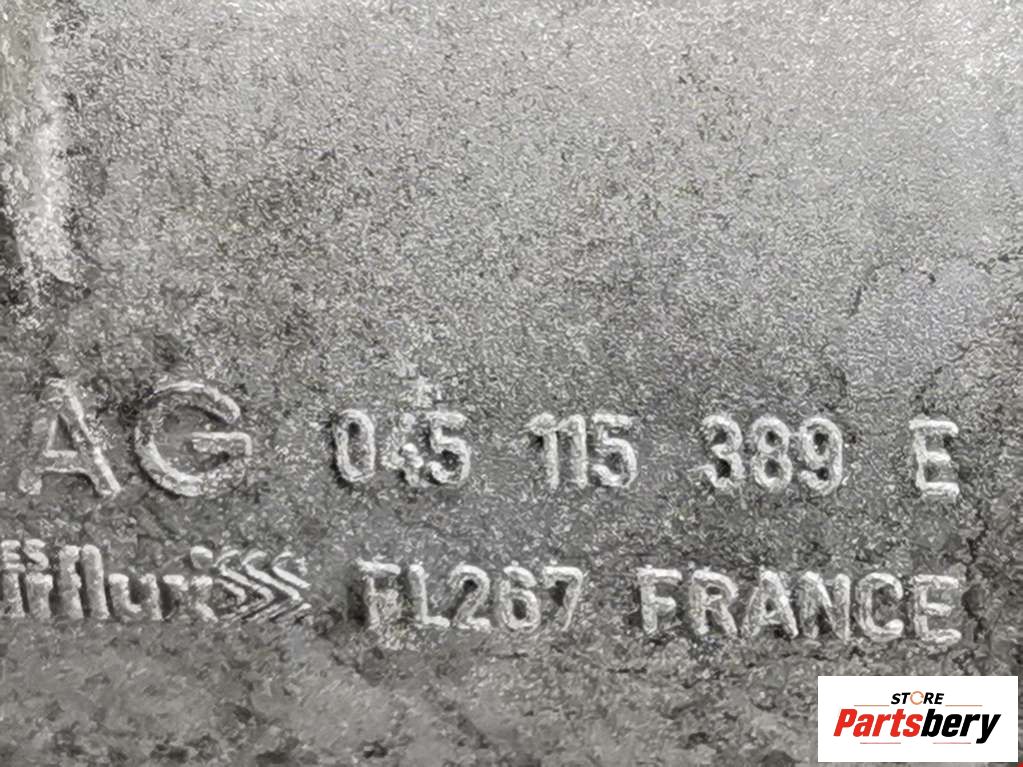 AG 045 115 389 E
FL267 FRANCE
STORE
Partsbery